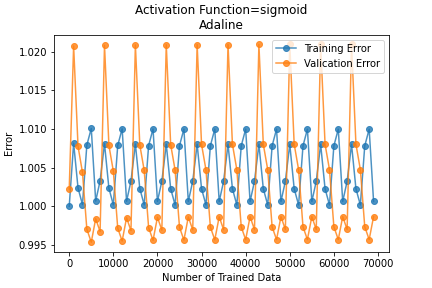 Activation Function=sigmoid
Adaline
Training Error
Valication Error
1.020
1.015
1.010
1.005
1.000
0.995
Error
0 10000 20000 30000 40000 50000 60000 70000
Number of Trained Data